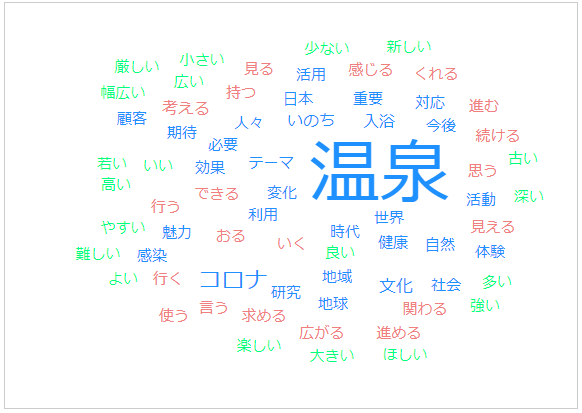 少ない 新しい
厳しい 小さい 見る 活用 感じる くれる
幅広い 広い 持つ 日本 重要 対応 進む
顧客 考える 人々 いのち 入浴 今後
期待 必要 続ける
若い いい 効果 テーマ 温泉 思う 古い
高い できる 変化 活動 深い
行う 利用 世界
やすい 魅力 おる 時代 見える
難しい 感染 いく 良い 健康 自然 体験
よい 行く コロナ 地域 文化 社会 多い
研究
使う 言う 求める 地球 関わる 強い
広がる 進める
楽しい 大きい ほしい